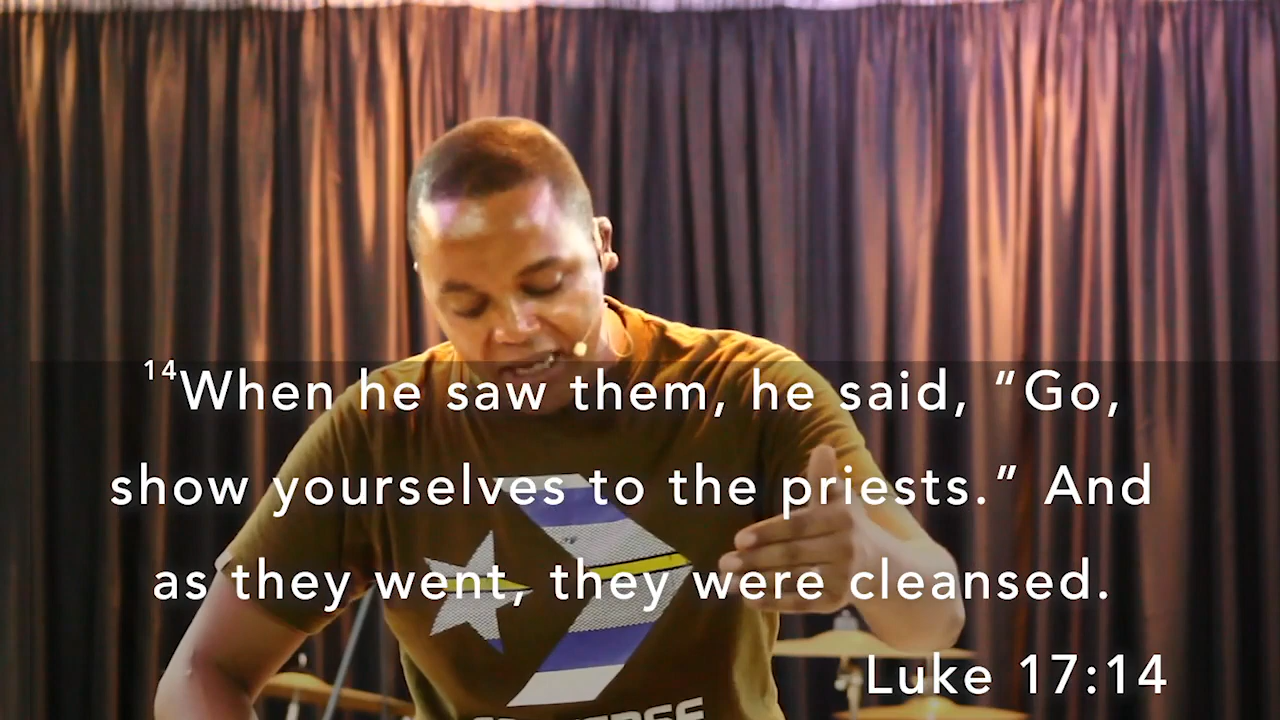 ¹⁴When he saw them, he said, “Go,
show yourselves to the priests.” And
as they went, they were cleansed.
Luke 17:14